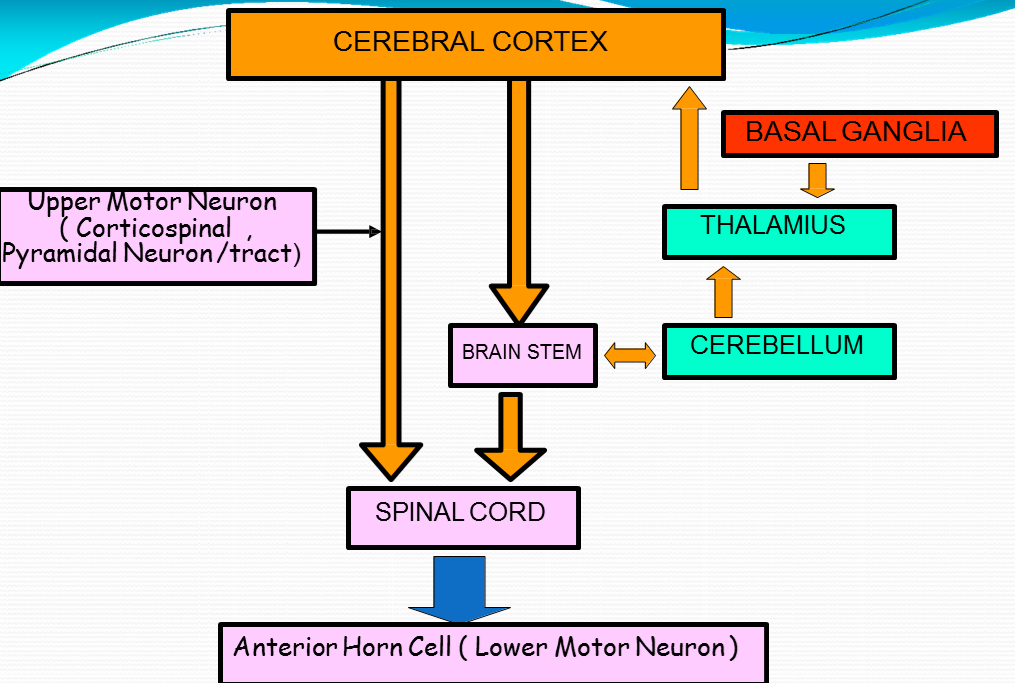 CEREBRAL CORTEX
BASAL GANGLIA
Upper Motor Neuron
( Corticospinal ,
Pyramidal Neuron /tract)
THALAMIUS
BRAIN STEM
CEREBELLUM
SPINAL CORD
Anterior Horn Cell ( Lower Motor Neuron )